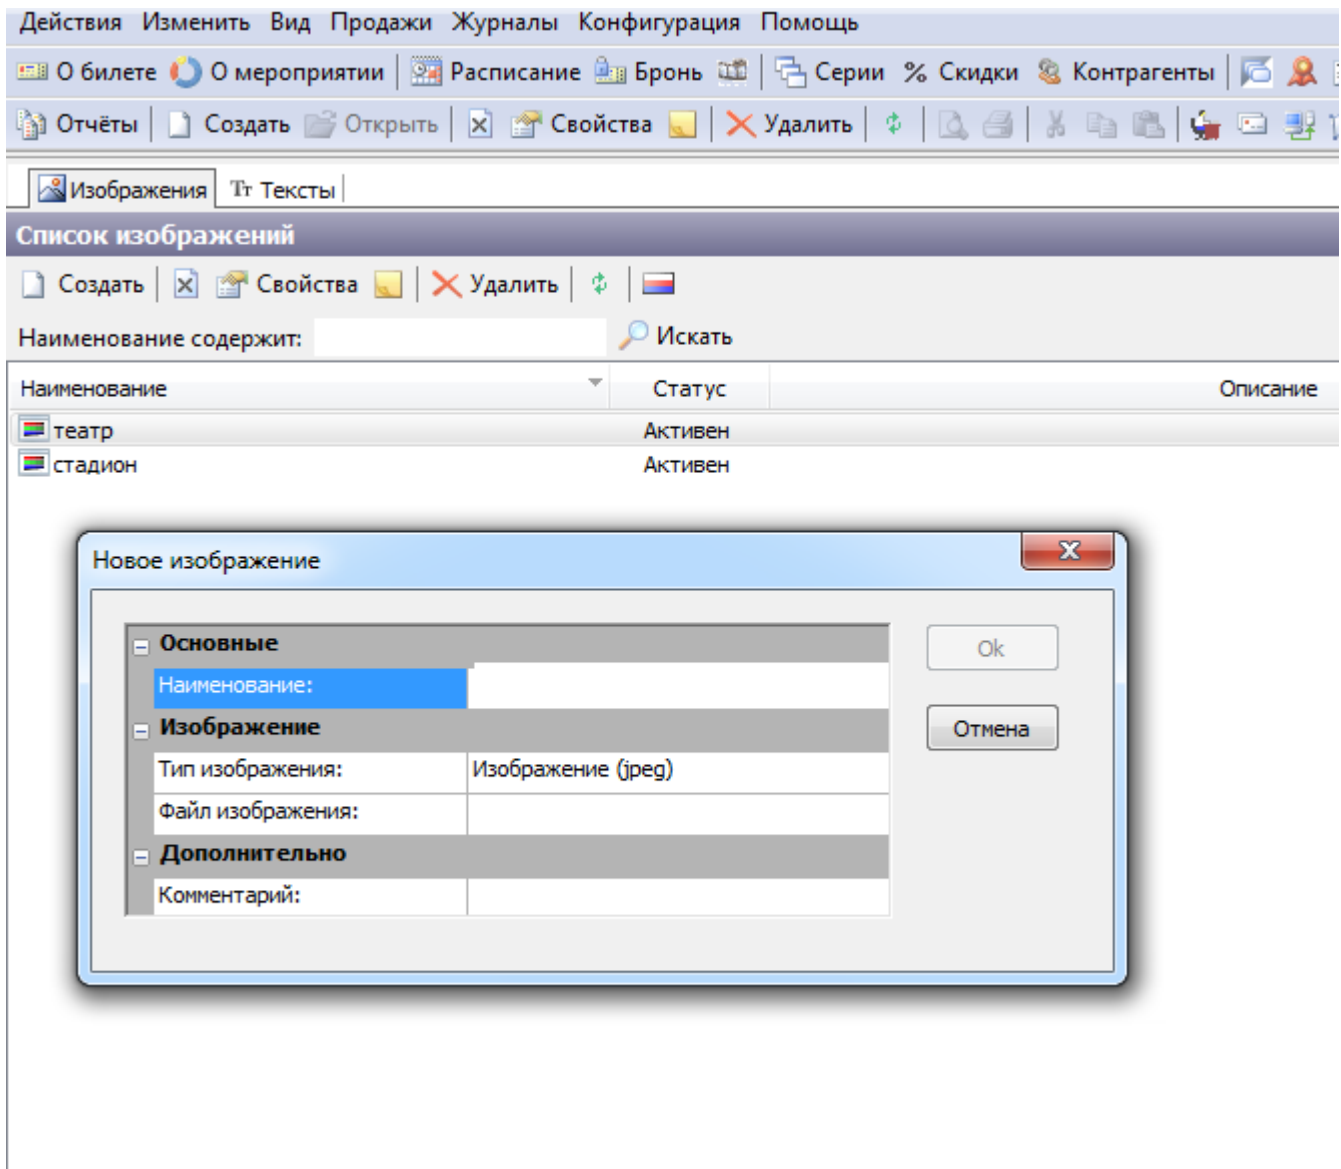 Действия Изменить Вид Продажи Журналы Конфигурация Помощь
О билете О мероприятии Расписание Бронь Серии % Скидки Контрагенты
Отчёты Создать Открыть Свойства Удалить
Изображения Тт Тексты
Список изображений
Создать Свойства Удалить
Наименование содержит: Искать
Наименование Статус Описание
театр Активен
стадион Активен
Новое изображение
Основные
Ok
Наименование:
Изображение
Отмена
Тип изображения: Изображение (jpeg)
Файл изображения:
Дополнительно
Комментарий: